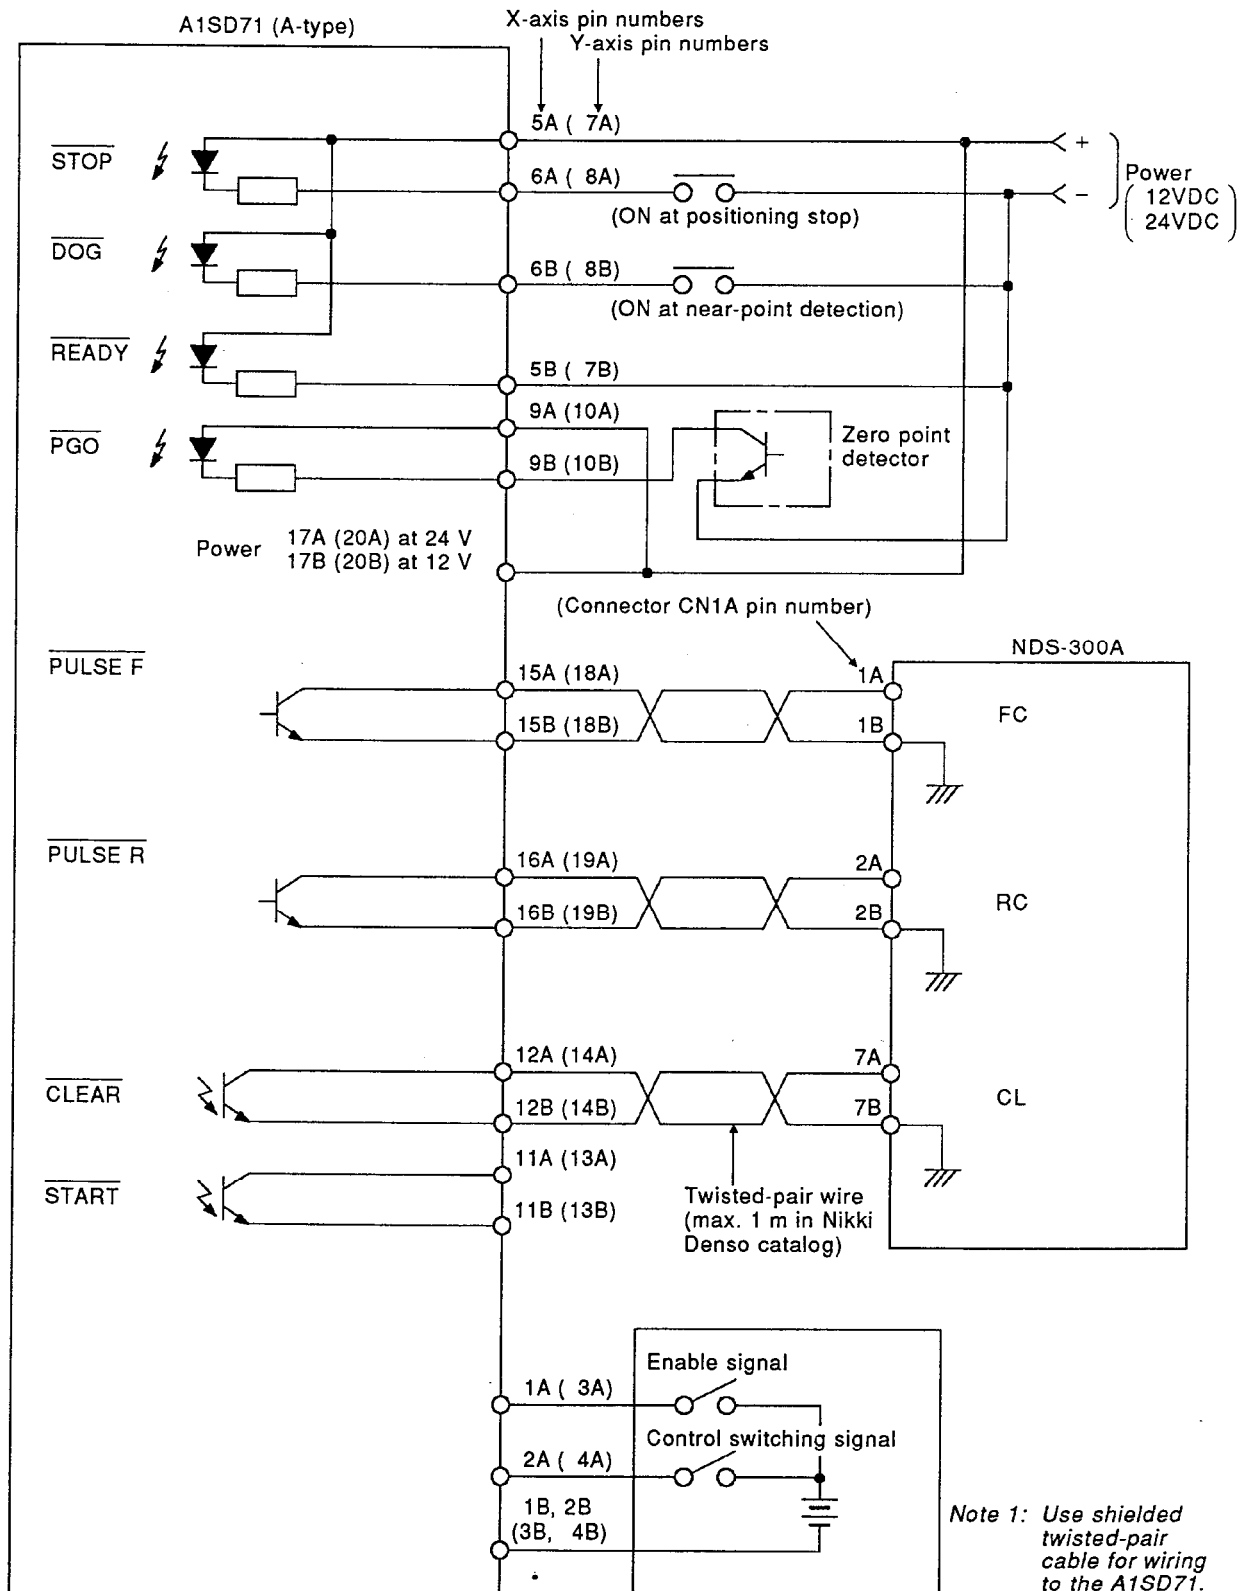 A1SD71 (A-type)
X-axis pin numbers
Y-axis pin numbers
5A ( 7A)
+
STOP
6A ( 8A)
−
Power
12VDC
24VDC
(ON at positioning stop)
DOG
6B ( 8B)
(ON at near-point detection)
READY
5B ( 7B)
9A (10A)
PGO
9B (10B)
Zero point
detector
Power
17A (20A) at 24 V
17B (20B) at 12 V
(Connector CN1A pin number)
NDS-300A
PULSE F
15A (18A)
1A
FC
15B (18B)
1B
PULSE R
16A (19A)
2A
RC
16B (19B)
2B
12A (14A)
7A
CLEAR
CL
12B (14B)
7B
11A (13A)
START
11B (13B)
Twisted-pair wire
(max. 1 m in Nikki
Denso catalog)
Enable signal
1A ( 3A)
Control switching signal
2A ( 4A)
1B, 2B
(3B, 4B)
Note 1: Use shielded
twisted-pair
cable for wiring
to the A1SD71.